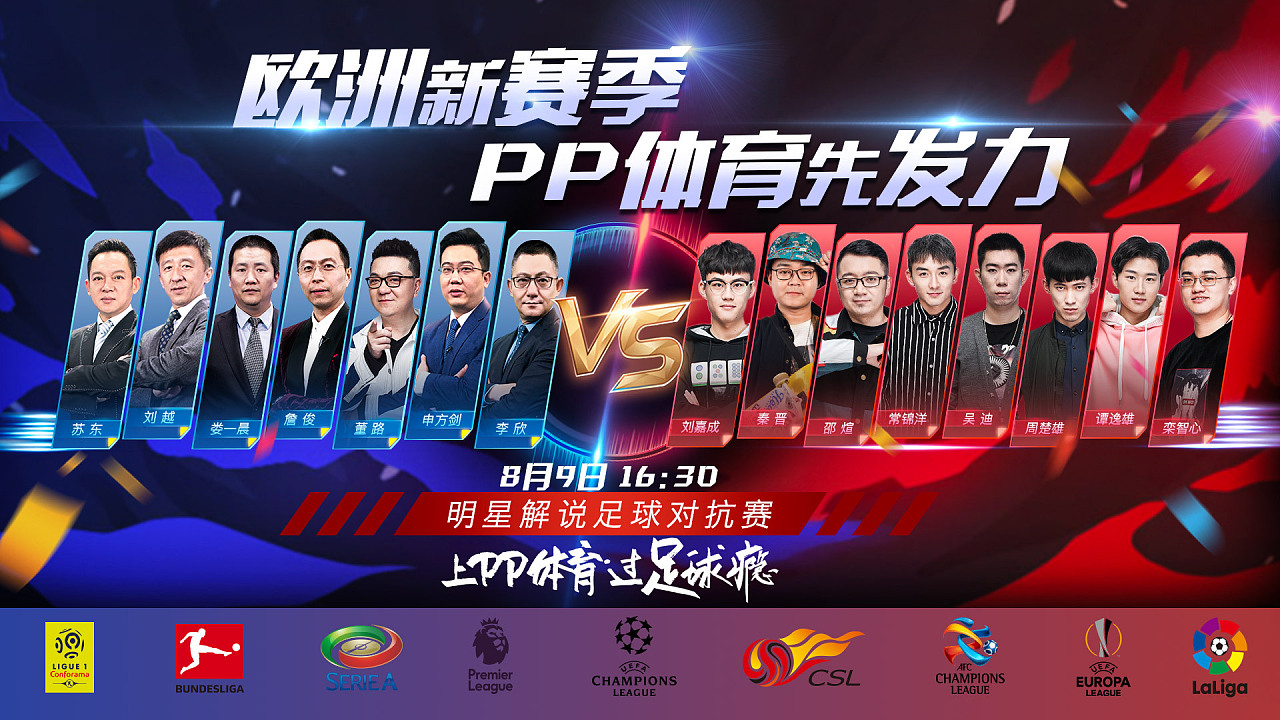 欧洲新赛季
PP体育先发力
VS
苏东
刘越
娄一晨
詹俊
董路
申方剑
李欣
刘嘉成
秦晋
邵煊
常锦洋
吴迪
周楚雄
谭逸雄
栾智心
8月9日 16:30
明星解说足球对抗赛
上PP体育·过足球瘾
LIGUE 1
Conforama
BUNDESLIGA
SERIE A
Premier
League
UEFA
CHAMPIONS
LEAGUE
CSL
AFC
CHAMPIONS
LEAGUE
UEFA
EUROPA
LEAGUE
LaLiga